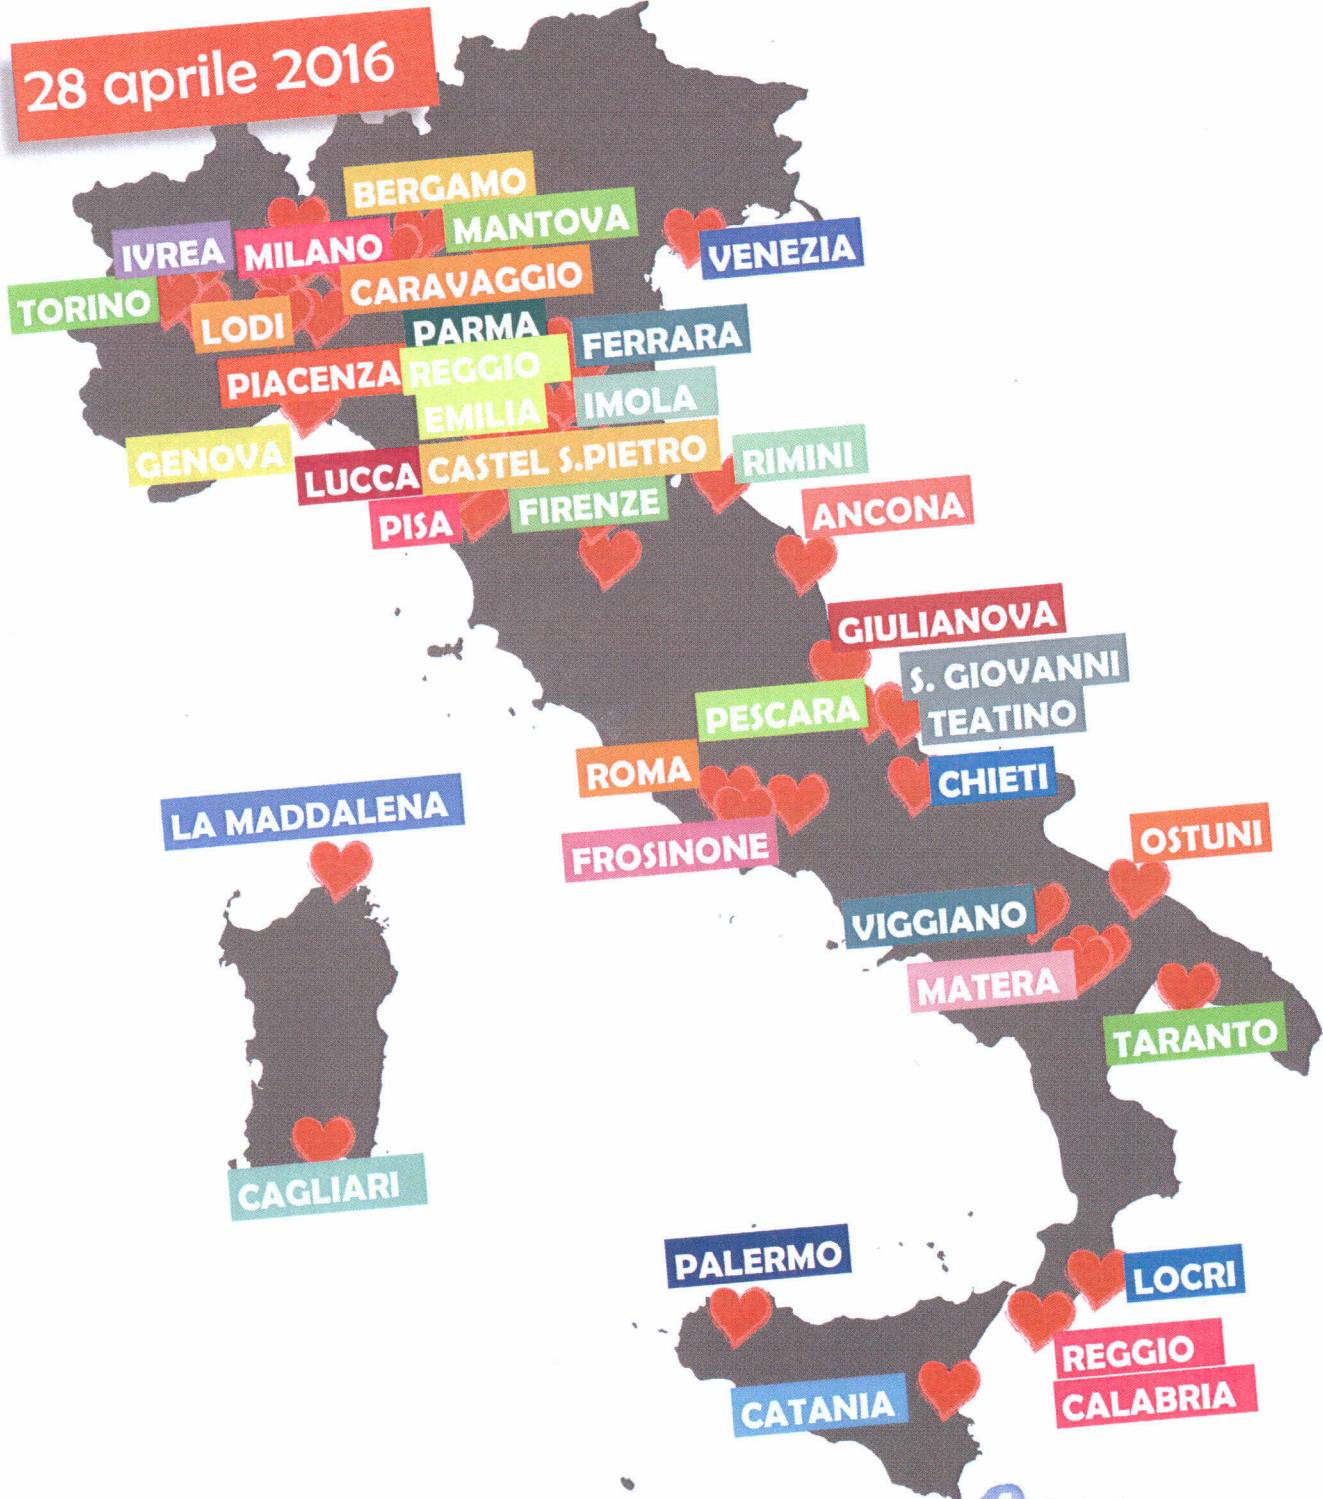 28 aprile 2016
BERGAMO
MANTOVA
IVREA
MILANO
VENEZIA
CARAVAGGIO
TORINO
LODI
PARMA
FERRARA
PIACENZA
REGGIO
EMILIA
IMOLA
GENOVA
LUCCA
CASTEL S.PIETRO
RIMINI
PISA
FIRENZE
ANCONA
GIULIANOVA
S. GIOVANNI
TEATINO
PESCARA
ROMA
CHIETI
LA MADDALENA
FROSINONE
OSTUNI
VIGGIANO
MATERA
TARANTO
CAGLIARI
PALERMO
LOCRI
REGGIO
CALABRIA
CATANIA